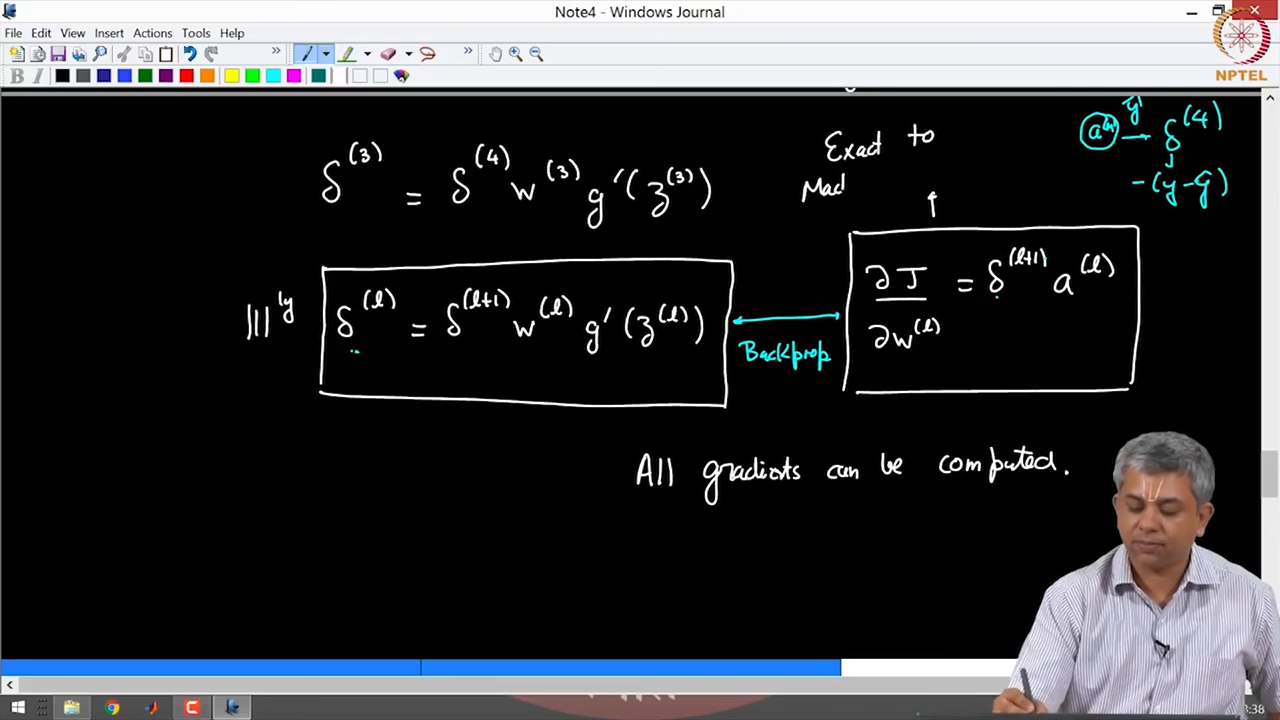 Note4 - Windows Journal
NPTEL
File Edit View Insert Actions Tools Help
B I
δ^(3) = δ^(4) w^(3) g'(z^(3))
Exact to
Mad
a^(4) → δ^(4)
-(y-ŷ)
|||'ly
δ^(l) = δ^(l+1) w^(l) g'(z^(l))
Backprop
∂J/∂w^(l) = δ^(l+1) a^(l)
All gradients can be computed.
:38